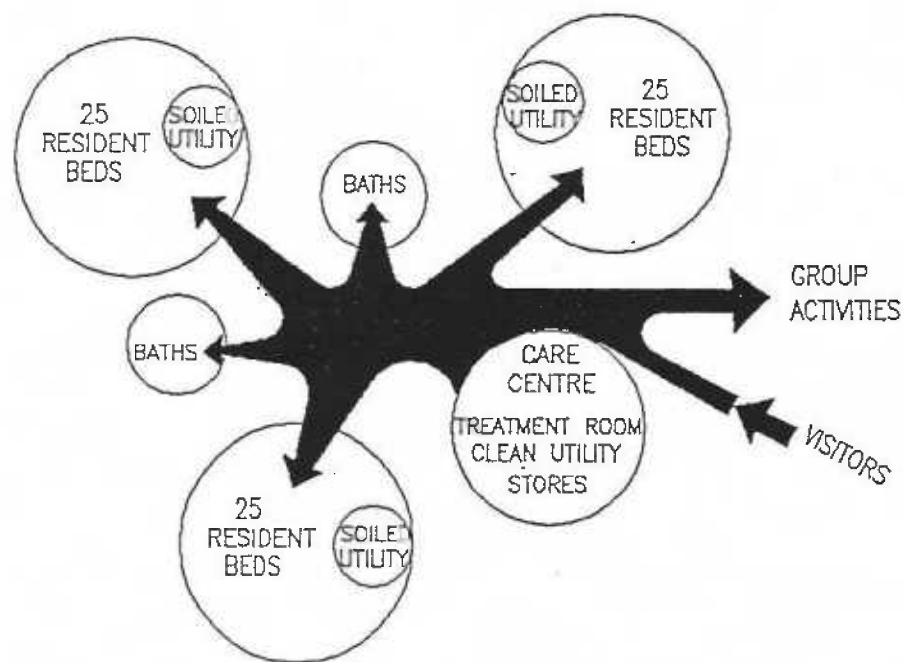 25
RESIDENT
BEDS
SOILED
UTILITY
SOILED
UTILITY
25
RESIDENT
BEDS
BATHS
GROUP
ACTIVITIES
BATHS
CARE
CENTRE
TREATMENT ROOM
CLEAN UTILITY
STORES
VISITORS
25
RESIDENT
BEDS
SOILED
UTILITY